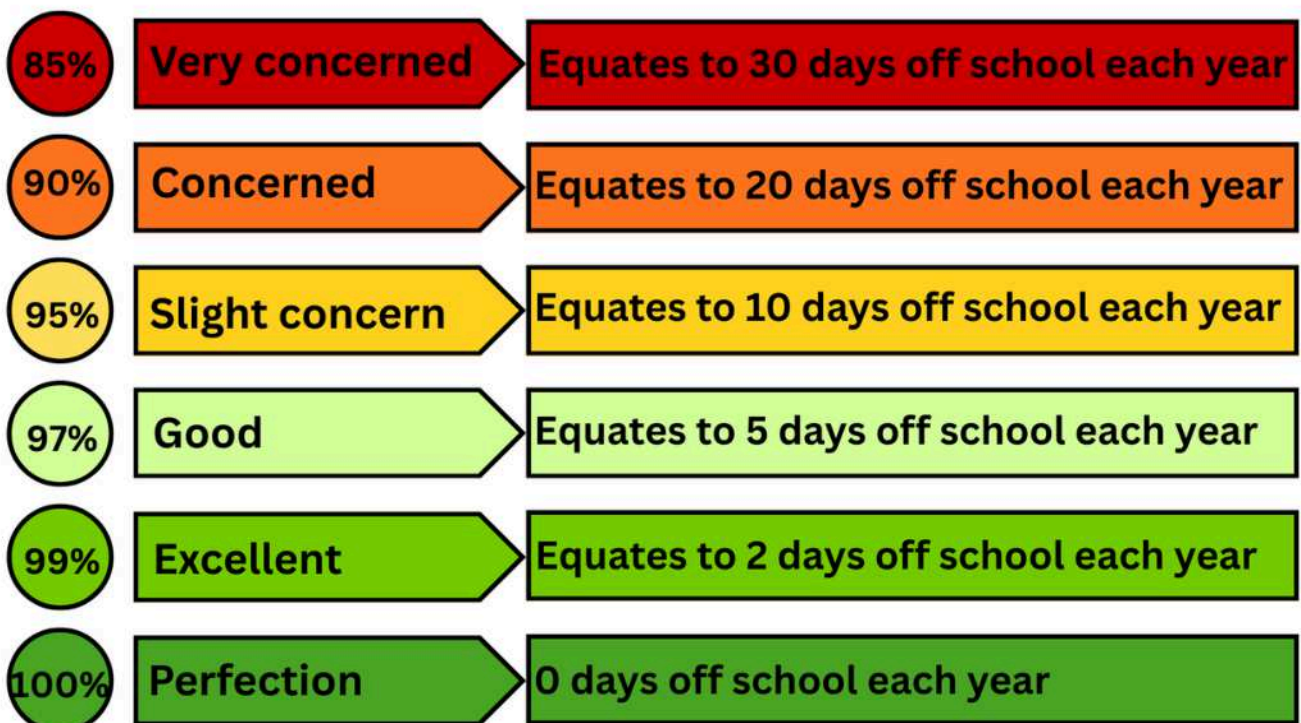 85% Very concerned Equates to 30 days off school each year
90% Concerned Equates to 20 days off school each year
95% Slight concern Equates to 10 days off school each year
97% Good Equates to 5 days off school each year
99% Excellent Equates to 2 days off school each year
100% Perfection 0 days off school each year